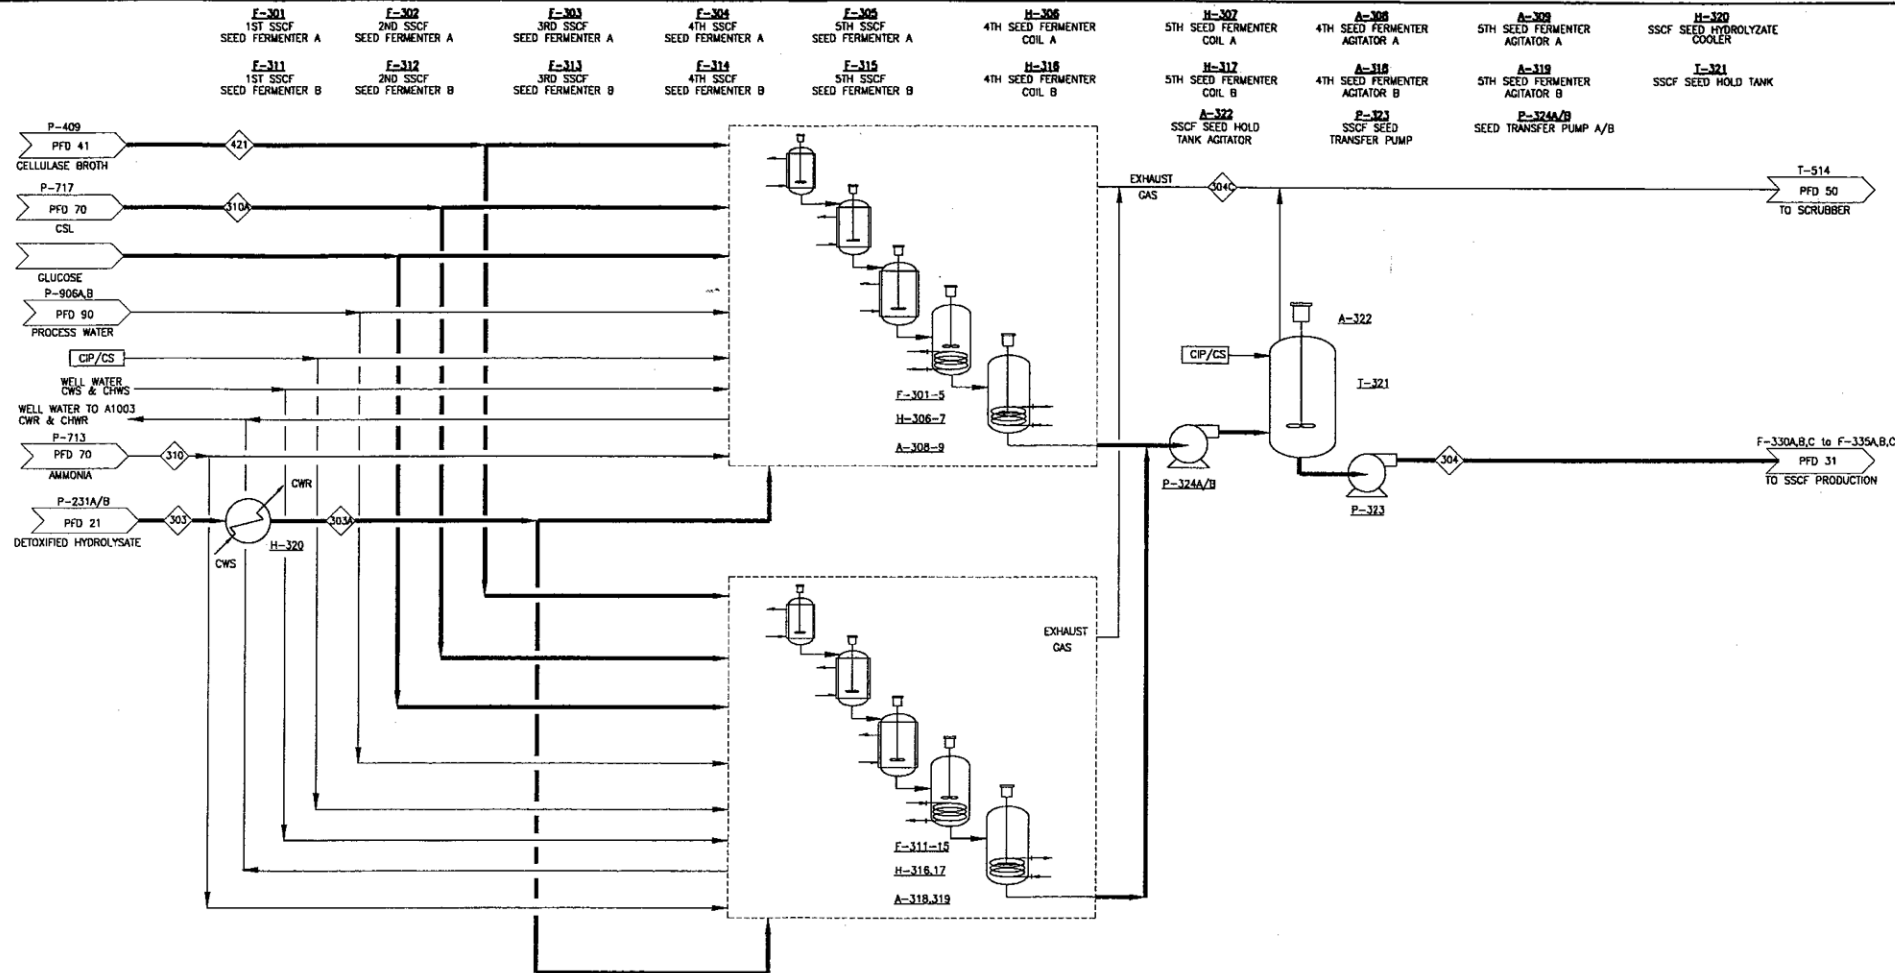 F-301
1ST SSCF
SEED FERMENTER A
F-302
2ND SSCF
SEED FERMENTER A
F-303
3RD SSCF
SEED FERMENTER A
F-304
4TH SSCF
SEED FERMENTER A
F-305
5TH SSCF
SEED FERMENTER A
H-306
4TH SEED FERMENTER
COIL A
H-307
5TH SEED FERMENTER
COIL A
A-308
4TH SEED FERMENTER
AGITATOR A
A-309
5TH SEED FERMENTER
AGITATOR A
H-320
SSCF SEED HYDROLYZATE
COOLER
F-311
1ST SSCF
SEED FERMENTER B
F-312
2ND SSCF
SEED FERMENTER B
F-313
3RD SSCF
SEED FERMENTER B
F-314
4TH SSCF
SEED FERMENTER B
F-315
5TH SSCF
SEED FERMENTER B
H-316
4TH SEED FERMENTER
COIL B
H-317
5TH SEED FERMENTER
COIL B
A-318
4TH SEED FERMENTER
AGITATOR B
A-319
5TH SEED FERMENTER
AGITATOR B
T-321
SSCF SEED HOLD TANK
A-322
SSCF SEED HOLD
TANK AGITATOR
P-323
SSCF SEED
TRANSFER PUMP
P-324A/B
SEED TRANSFER PUMP A/B
P-409
PFD 41
CELLULASE BROTH
421
P-717
PFD 70
CSL
310A
GLUCOSE
P-906A,B
PFD 90
PROCESS WATER
CIP/CS
WELL WATER
CWS & CHWS
WELL WATER TO A1003
CWR & CHWR
P-713
PFD 70
AMMONIA
310
P-231A/B
PFD 21
DETOXIFIED HYDROLYSATE
303
CWR
CWS
H-320
303A
F-301-5
H-306-7
A-308-9
EXHAUST
GAS
304C
T-514
PFD 50
TO SCRUBBER
CIP/CS
A-322
T-321
P-324A/B
P-323
304
F-330A,B,C to F-335A,B,C
PFD 31
TO SSCF PRODUCTION
EXHAUST
GAS
F-311-15
H-316,17
A-318,319